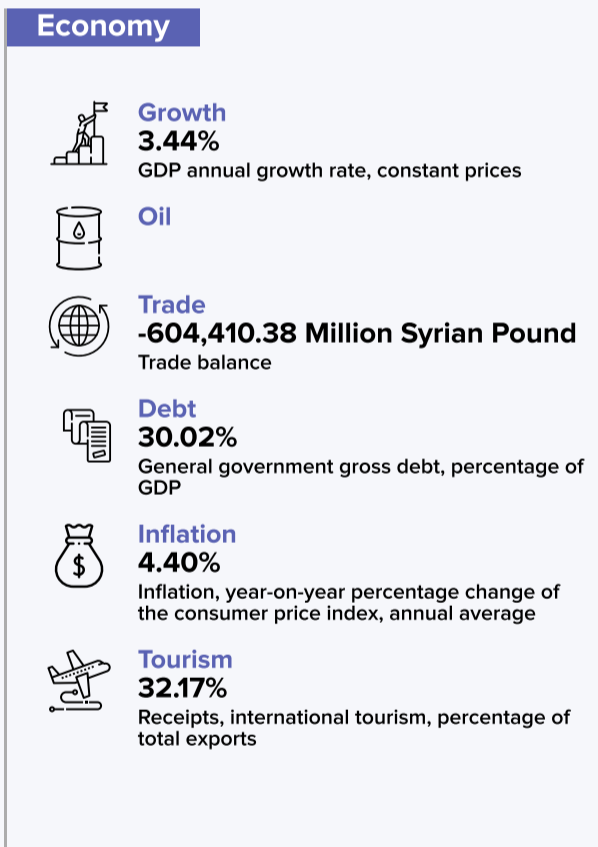 Economy
Growth
3.44%
GDP annual growth rate, constant prices
Oil
Trade
-604,410.38 Million Syrian Pound
Trade balance
Debt
30.02%
General government gross debt, percentage of
GDP
Inflation
4.40%
Inflation, year-on-year percentage change of
the consumer price index, annual average
Tourism
32.17%
Receipts, international tourism, percentage of
total exports
$